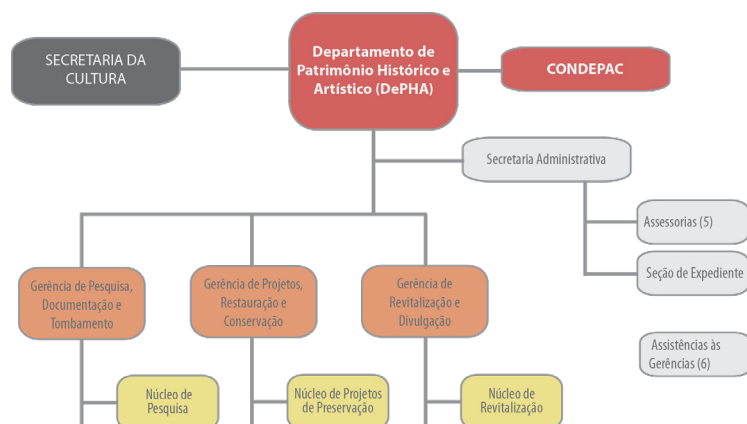 SECRETARIA DA
CULTURA
Departamento de
Patrimônio Histórico e
Artístico (DePHA)
CONDEPAC
Secretaria Administrativa
Assessorias (5)
Seção de Expediente
Gerência de Pesquisa,
Documentação e
Tombamento
Gerência de Projetos,
Restauração e
Conservação
Gerência de
Revitalização e
Divulgação
Assistências às
Gerências (6)
Núcleo de
Pesquisa
Núcleo de Projetos
de Preservação
Núcleo de
Revitalização